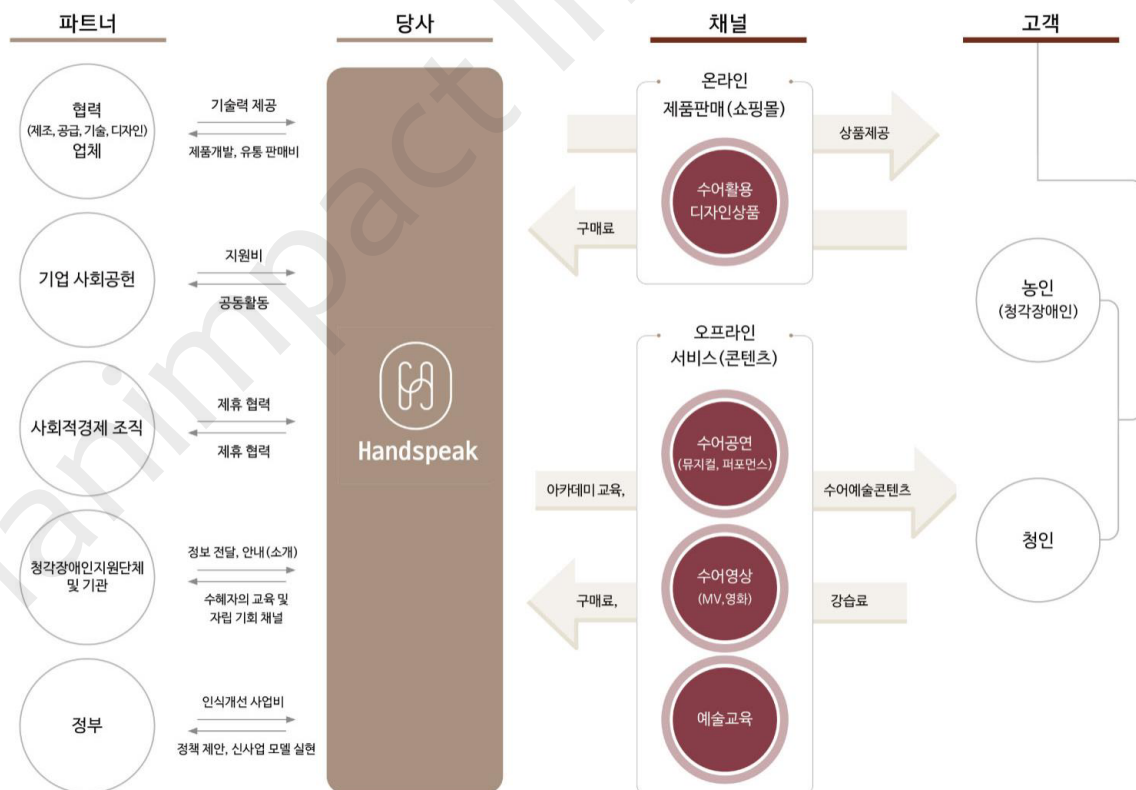 파트너
당사
채널
고객
협력
(제조, 공급, 기술, 디자인)
업체
기술력 제공
제품개발, 유통 판매비
기업 사회공헌
지원비
공동활동
사회적경제 조직
제휴 협력
제휴 협력
청각장애인지원단체
및 기관
정보 전달, 안내(소개)
수혜자의 교육 및
자립 기회 채널
정부
인식개선 사업비
정책 제안, 신사업 모델 실현
Handspeak
온라인
제품판매(쇼핑몰)
수어활용
디자인상품
상품제공
구매료
오프라인
서비스(콘텐츠)
수어공연
(뮤지컬, 퍼포먼스)
아카데미 교육,
수어예술콘텐츠
수어영상
(MV,영화)
구매료,
강습료
예술교육
농인
(청각장애인)
청인